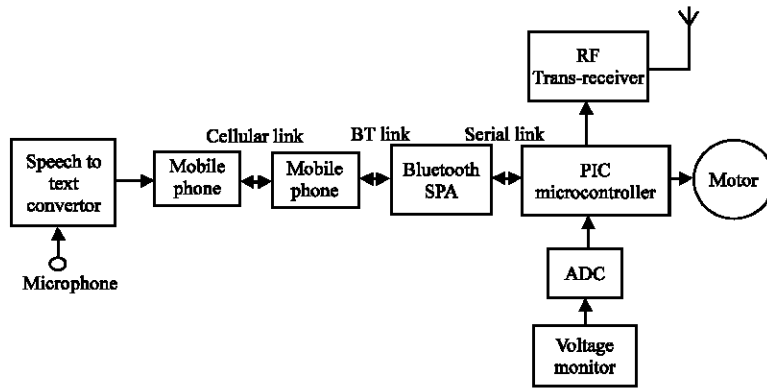 RF
Trans-receiver
Cellular link
BT link
Serial link
Speech to
text
convertor
Mobile
phone
Mobile
phone
Bluetooth
SPA
PIC
microcontroller
Motor
Microphone
ADC
Voltage
monitor